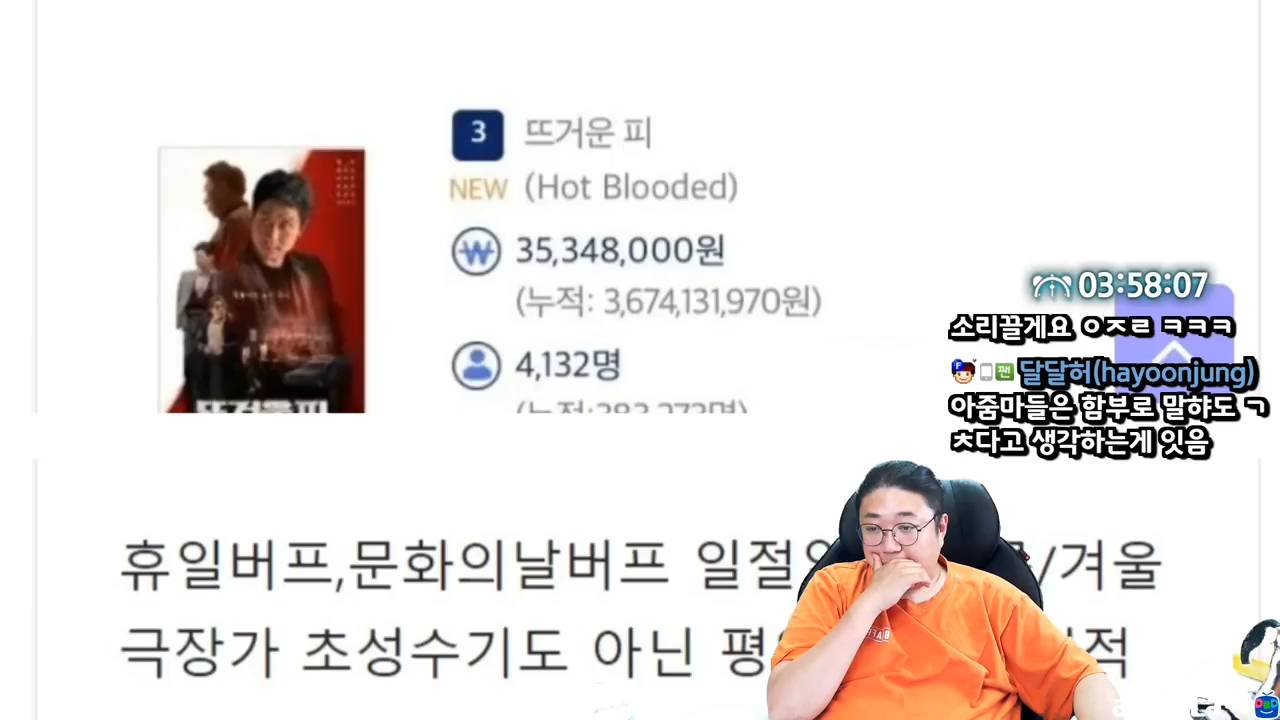 3 뜨거운 피
NEW (Hot Blooded)
35,348,000원
(누적: 3,674,131,970원)
4,132명
03:58:07
소리끌게요 ㅇㅈㄹ ㅋㅋㅋ
팬 달달허(hayoonjung)
아줌마들은 함부로 말햐도 ㄱ
ㅊ다고 생각하는게 잇음
휴일버프,문화의날버프 일절 /겨울
극장가 초성수기도 아닌